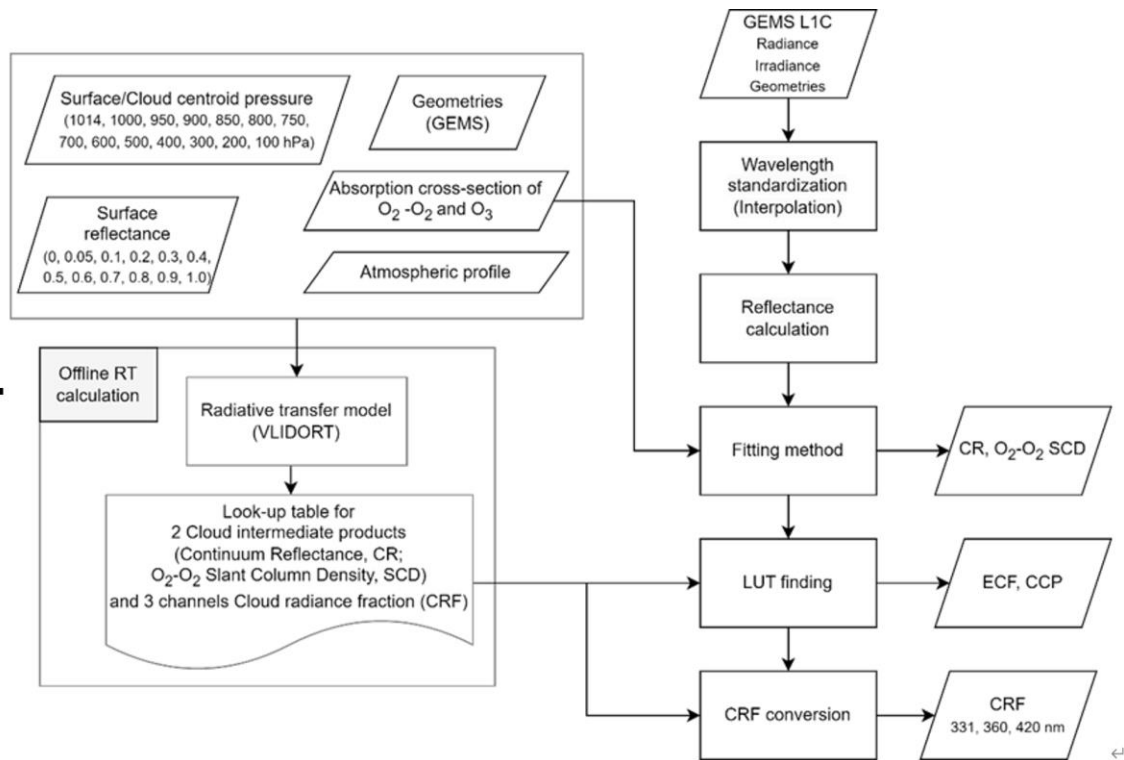 GEMS L1C
Radiance
Irradiance
Geometries
Surface/Cloud centroid pressure
(1014, 1000, 950, 900, 850, 800, 750,
700, 600, 500, 400, 300, 200, 100 hPa)
Geometries
(GEMS)
Absorption cross-section of
O2 -O2 and O3
Surface
reflectance
(0, 0.05, 0.1, 0.2, 0.3, 0.4,
0.5, 0.6, 0.7, 0.8, 0.9, 1.0)
Atmospheric profile
Wavelength
standardization
(Interpolation)
Reflectance
calculation
Offline RT
calculation
Radiative transfer model
(VLIDORT)
Look-up table for
2 Cloud intermediate products
(Continuum Reflectance, CR;
O2-O2 Slant Column Density, SCD)
and 3 channels Cloud radiance fraction (CRF)
Fitting method
CR, O2-O2 SCD
LUT finding
ECF, CCP
CRF conversion
CRF
331, 360, 420 nm